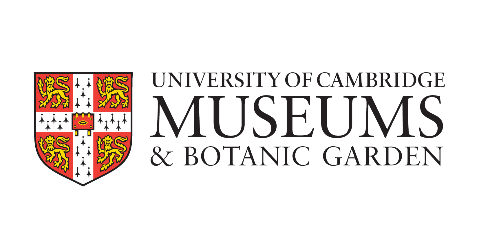 UNIVERSITY OF CAMBRIDGE
MUSEUMS
& BOTANIC GARDEN